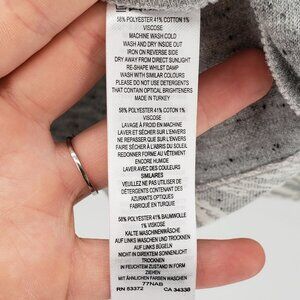 58% POLYESTER 41% COTTON 1%
VISCOSE
MACHINE WASH COLD
WASH AND DRY INSIDE OUT
IRON ON REVERSE SIDE
DRY AWAY FROM DIRECT SUNLIGHT
RE-SHAPE WHILST DAMP
WASH WITH SIMILAR COLOURS
PLEASE DO NOT USE DETERGENTS
THAT CONTAIN OPTICAL BRIGHTENERS
MADE IN TURKEY
58% POLYESTER 41% COTON 1%
VISCOSE
LAVAGE À FROID EN MACHINE
LAVER ET SÉCHER SUR L'ENVERS
NE REPASSER QUE SUR L'ENVERS
FAIRE SÉCHER À L'ABRI DU SOLEIL
REDONNER FORME AU VÊTEMENT
ENCORE HUMIDE
LAVER AVEC DES COULEURS
SIMILAIRES
VEUILLEZ NE PAS UTILISER DE
DÉTERGENTS CONTENANT DES
AZURANTS OPTIQUES
FABRIQUÉ EN TURQUIE
58% POLYESTER 41% BAUMWOLLE
1% VISKOSE
KALTE MASCHINENWÄSCHE
AUF LINKS WASCHEN UND TROCKNEN
AUF LINKS BÜGELN
NICHT IN DIREKTEM SONNENLICHT
TROCKNEN
IN FEUCHTEM ZUSTAND IN FORM
ZIEHEN
MIT ÄHNLICHEN FARBEN WASCHEN
77NAB
RN 53372 CA 34338